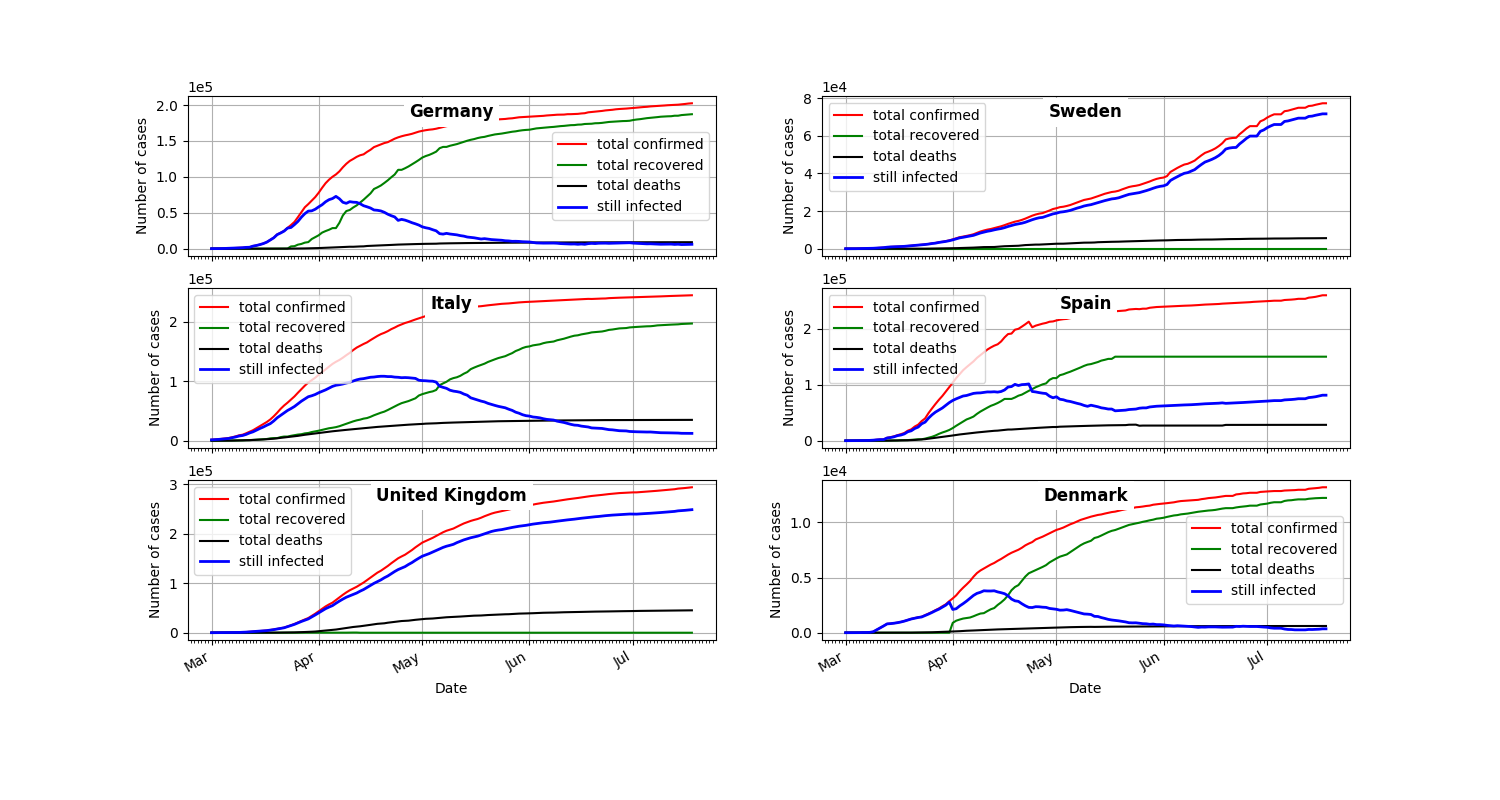 1e5
Germany
Number of cases
2.0
1.5
1.0
0.5
0.0
total confirmed
total recovered
total deaths
still infected
1e4
Sweden
Number of cases
8
6
4
2
0
total confirmed
total recovered
total deaths
still infected
1e5
Italy
Number of cases
2
1
0
total confirmed
total recovered
total deaths
still infected
1e5
Spain
Number of cases
2
1
0
total confirmed
total recovered
total deaths
still infected
1e5
United Kingdom
Number of cases
3
2
1
0
total confirmed
total recovered
total deaths
still infected
Mar Apr May Jun Jul
Date
1e4
Denmark
Number of cases
1.0
0.5
0.0
total confirmed
total recovered
total deaths
still infected
Mar Apr May Jun Jul
Date